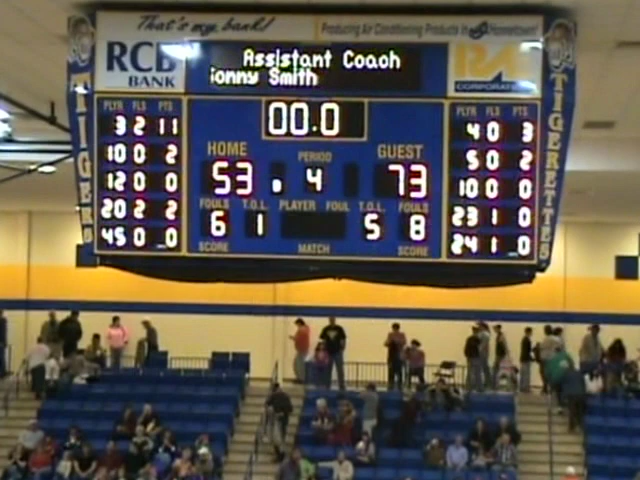 That's my bank!
Producing Air Conditioning Products in Hometown
RCB
BANK
Assistant Coach
onny Smith
CORPORATION
TIGERS
TIGERETTES
PLYR FLS PTS
3 2 11
10 0 2
12 0 0
20 2 2
45 0 0
00.0
HOME PERIOD GUEST
53 4 73
FOULS T.O.L. PLAYER FOUL T.O.L. FOULS
6 1 5 8
SCORE MATCH SCORE
PLYR FLS PTS
4 0 3
5 0 2
10 0 0
23 1 0
24 1 0